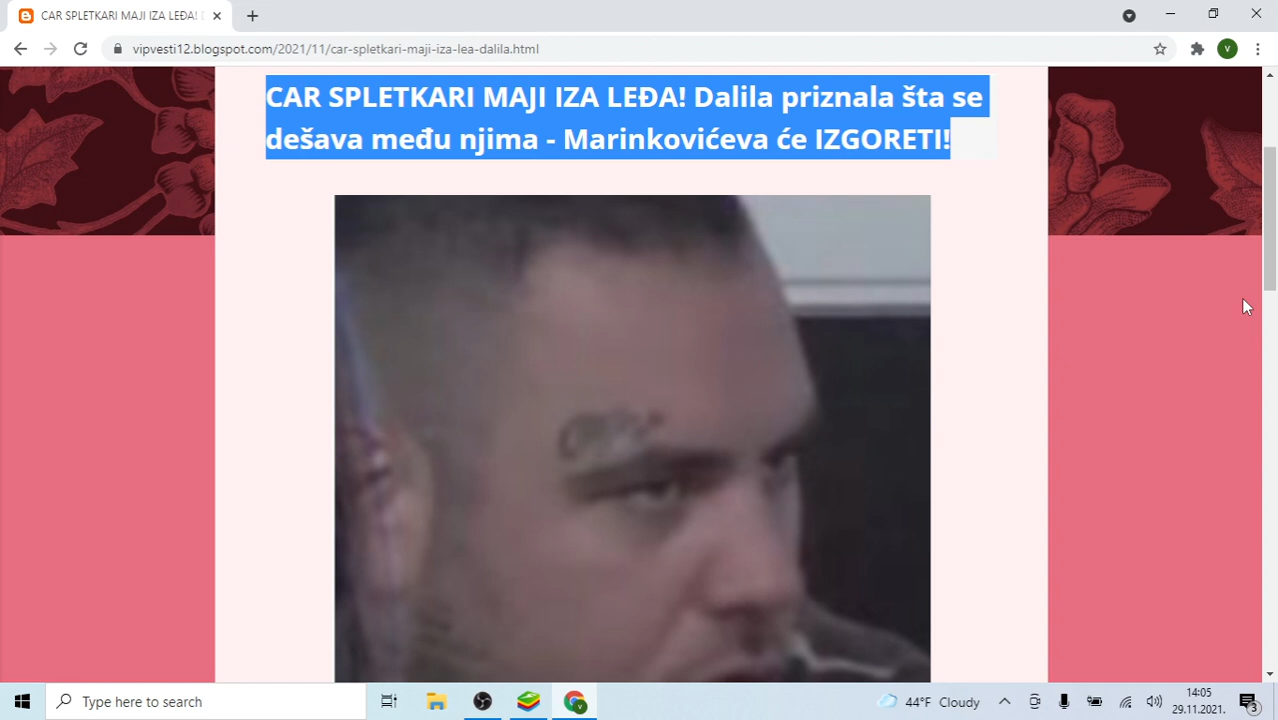 CAR SPLETKARI MAJI IZA LEĐA!
vipvesti12.blogspot.com/2021/11/car-spletkari-maji-iza-lea-dalila.html
V
CAR SPLETKARI MAJI IZA LEĐA! Dalila priznala šta se
dešava među njima - Marinkovićeva će IZGORETI!
Type here to search
44°F Cloudy
14:05
29.11.2021.
3